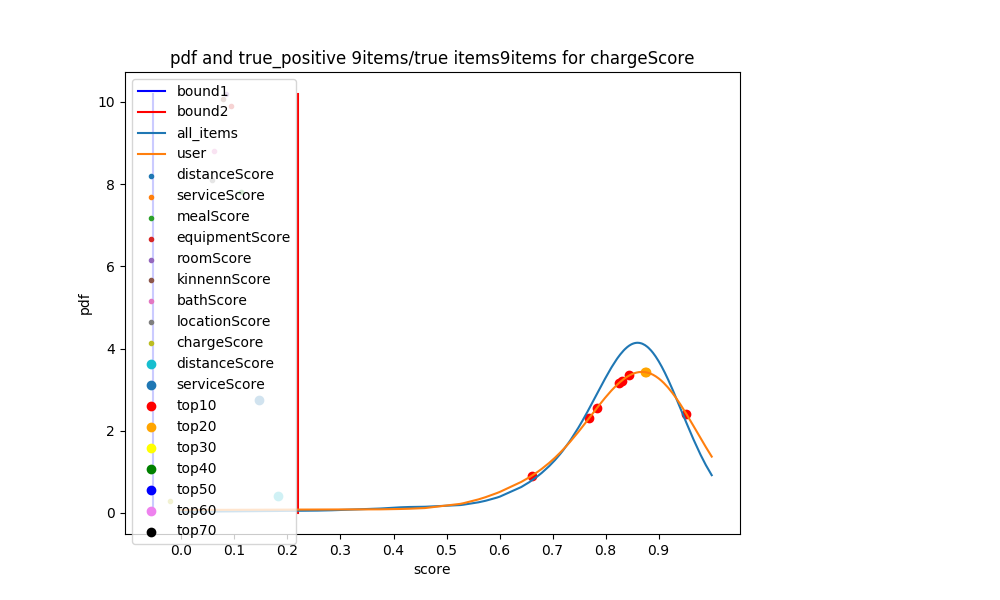 pdf and true_positive 9items/true items9items for chargeScore
bound1
bound2
all_items
user
distanceScore
serviceScore
mealScore
equipmentScore
roomScore
kinnennScore
bathScore
locationScore
chargeScore
distanceScore
serviceScore
top10
top20
top30
top40
top50
top60
top70
10
8
6
4
2
0
pdf
0.0 0.1 0.2 0.3 0.4 0.5 0.6 0.7 0.8 0.9
score